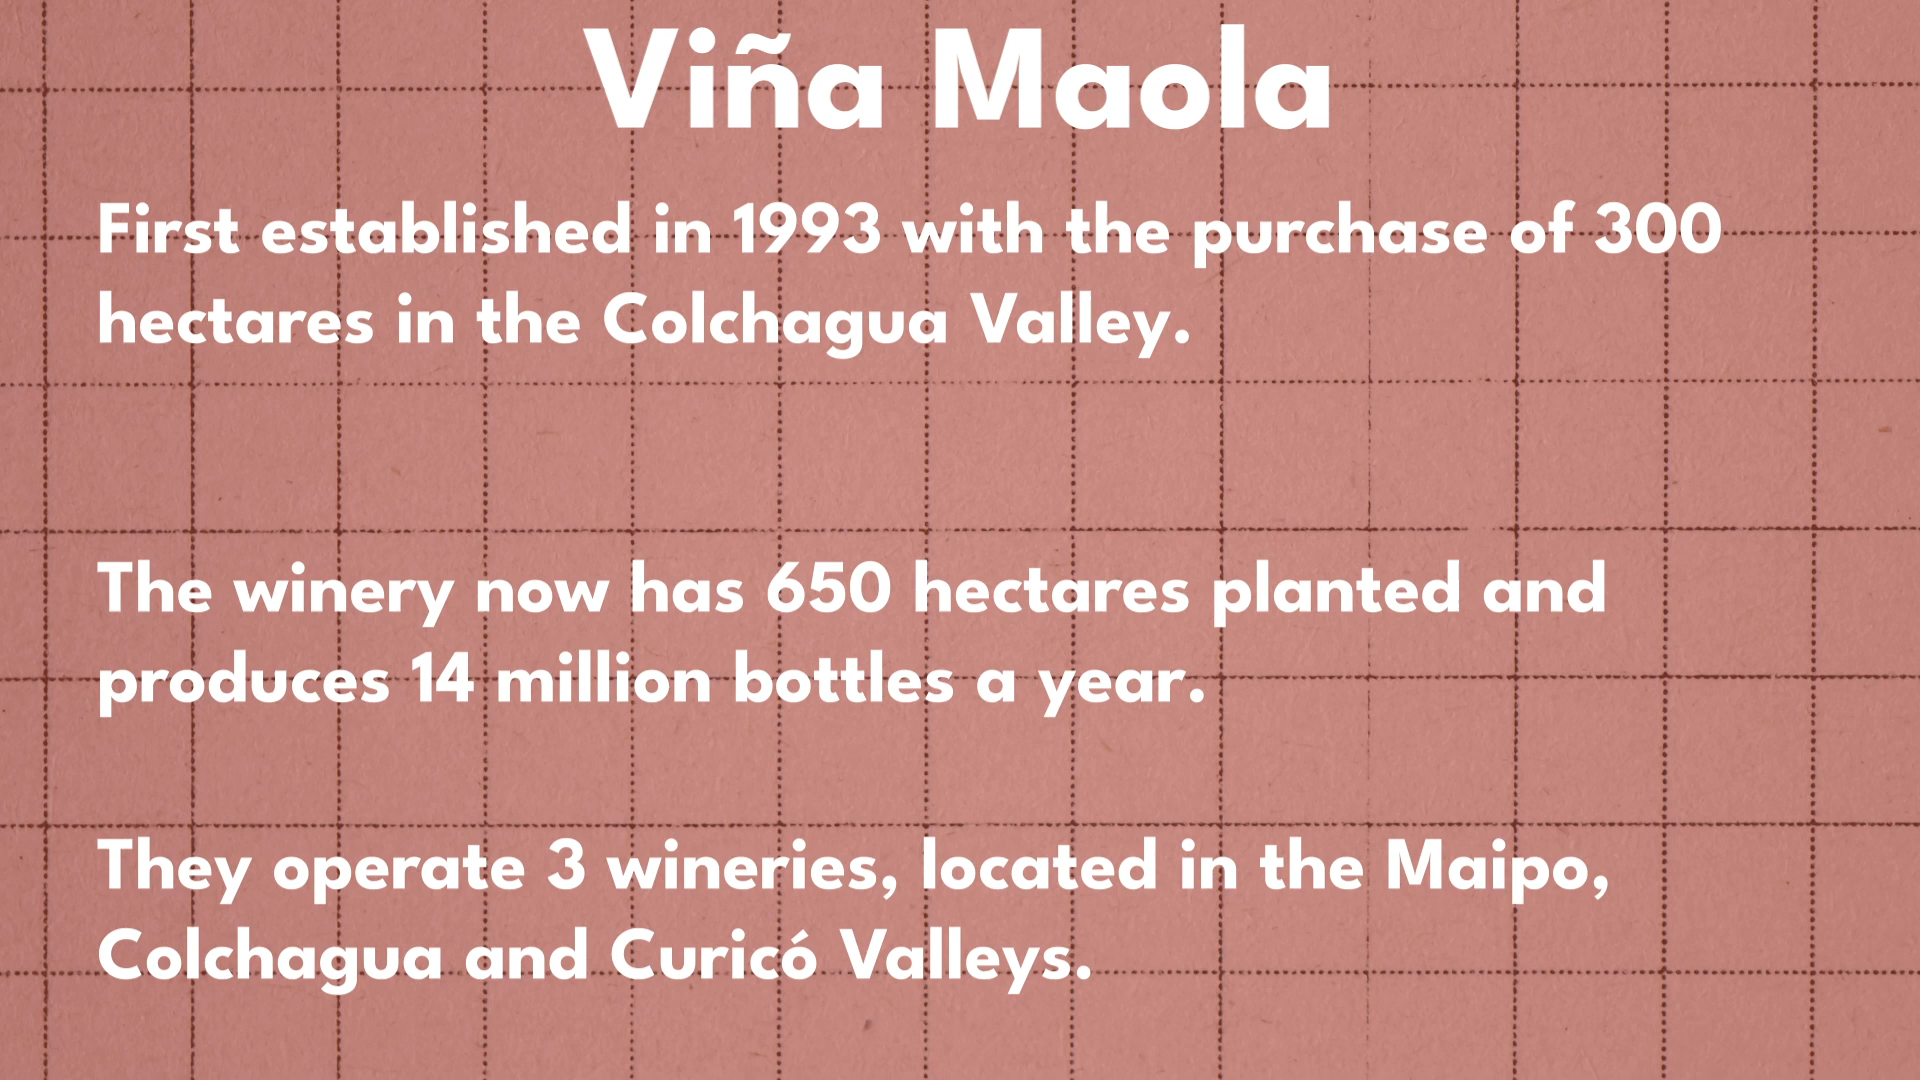 Viña Maola
First established in 1993 with the purchase of 300
hectares in the Colchagua Valley.
The winery now has 650 hectares planted and
produces 14 million bottles a year.
They operate 3 wineries, located in the Maipo,
Colchagua and Curicó Valleys.